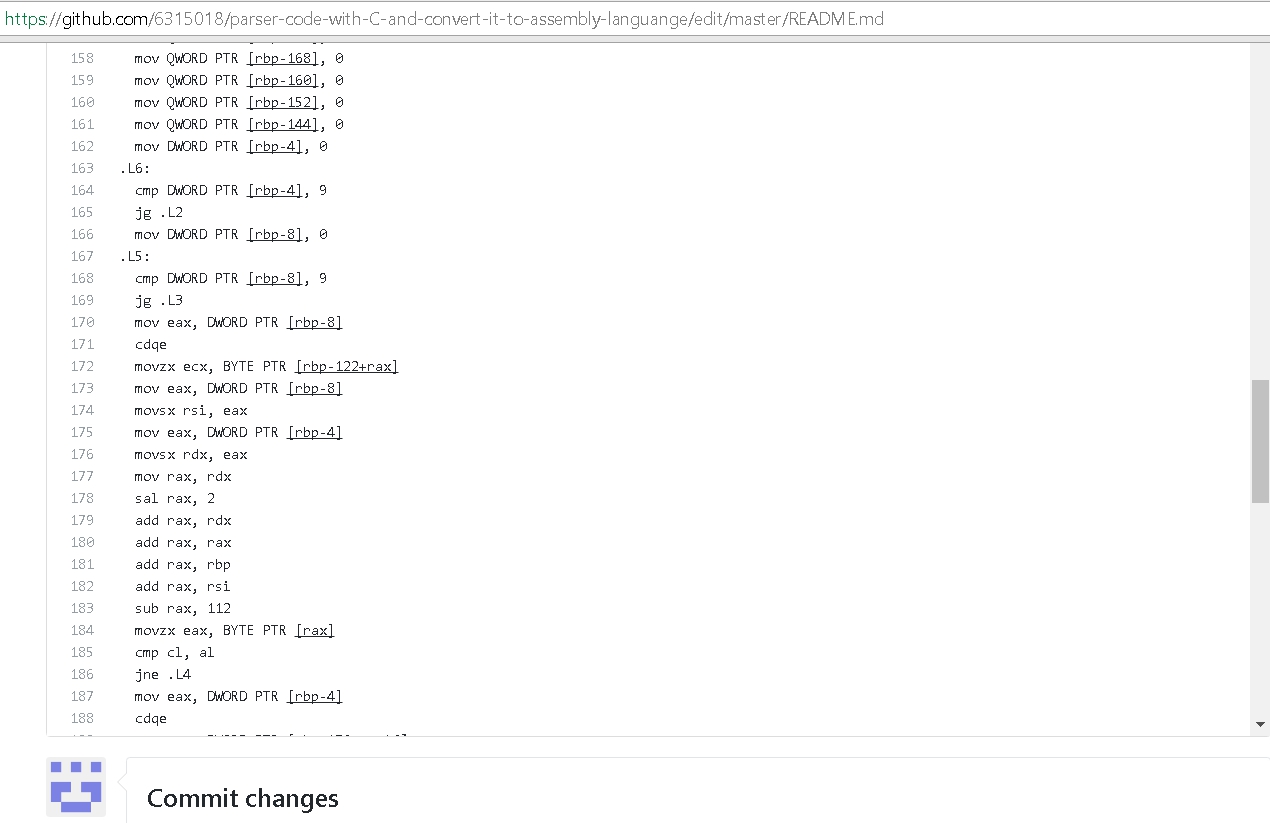 https://github.com/6315018/parser-code-with-C-and-convert-it-to-assembly-languange/edit/master/README.md
158 mov QWORD PTR [rbp-168], 0
159 mov QWORD PTR [rbp-160], 0
160 mov QWORD PTR [rbp-152], 0
161 mov QWORD PTR [rbp-144], 0
162 mov DWORD PTR [rbp-4], 0
163 .L6:
164 cmp DWORD PTR [rbp-4], 9
165 jg .L2
166 mov DWORD PTR [rbp-8], 0
167 .L5:
168 cmp DWORD PTR [rbp-8], 9
169 jg .L3
170 mov eax, DWORD PTR [rbp-8]
171 cdqe
172 movzx ecx, BYTE PTR [rbp-122+rax]
173 mov eax, DWORD PTR [rbp-8]
174 movsx rsi, eax
175 mov eax, DWORD PTR [rbp-4]
176 movsx rdx, eax
177 mov rax, rdx
178 sal rax, 2
179 add rax, rdx
180 add rax, rax
181 add rax, rbp
182 add rax, rsi
183 sub rax, 112
184 movzx eax, BYTE PTR [rax]
185 cmp cl, al
186 jne .L4
187 mov eax, DWORD PTR [rbp-4]
188 cdqe
Commit changes